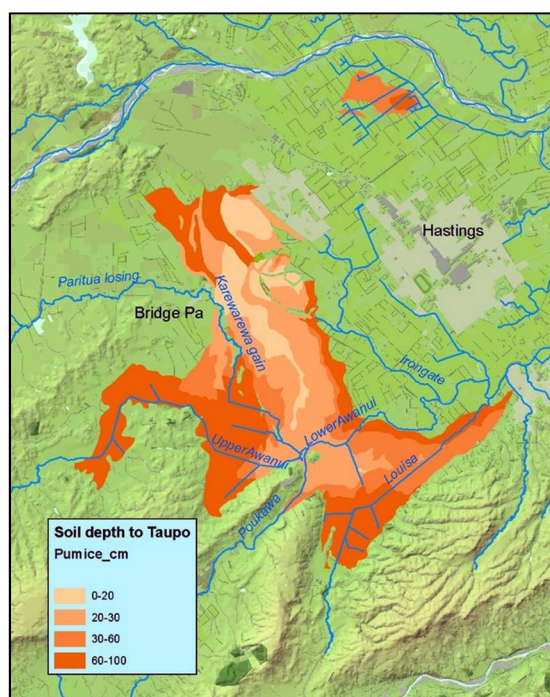 Hastings
Paritua losing
Bridge Pa
Karewarewa gain
Irongate
LowerAwanui
UpperAwanui
Louisa
Poukawa
Soil depth to Taupo
Pumice_cm
0-20
20-30
30-60
60-100